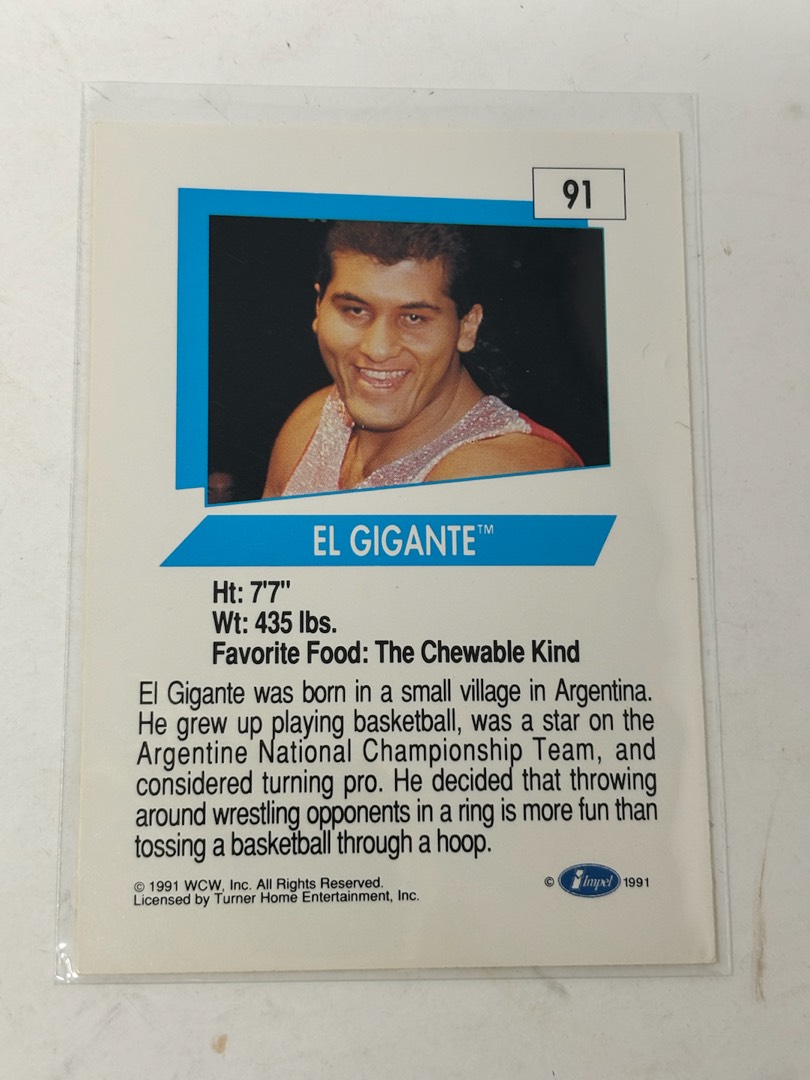 91
EL GIGANTE™
Ht: 7'7"
Wt: 435 lbs.
Favorite Food: The Chewable Kind
El Gigante was born in a small village in Argentina.
He grew up playing basketball, was a star on the
Argentine National Championship Team, and
considered turning pro. He decided that throwing
around wrestling opponents in a ring is more fun than
tossing a basketball through a hoop.
© 1991 WCW, Inc. All Rights Reserved.
Licensed by Turner Home Entertainment, Inc.
© Impel 1991